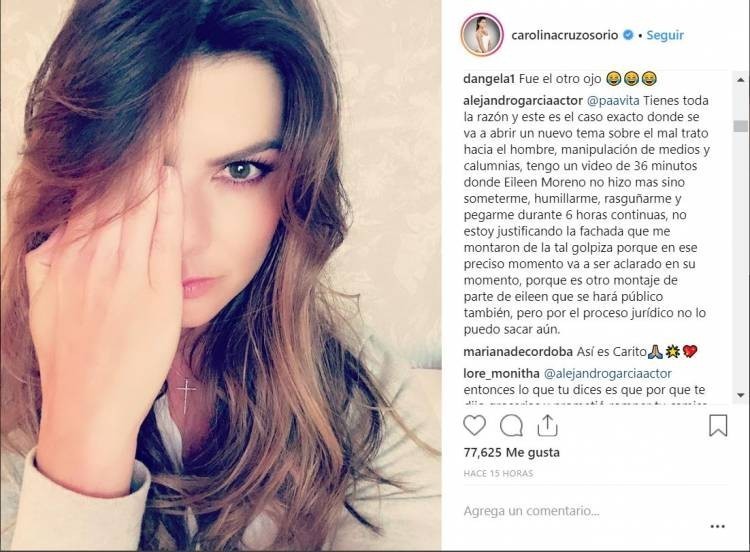 carolinacruzosorio • Seguir
dangela1 Fue el otro ojo 😂😂😂
alejandrogarciaactor @paavita Tienes toda
la razón y este es el caso exacto donde se
va a abrir un nuevo tema sobre el mal trato
hacia el hombre, manipulación de medios y
calumnias, tengo un video de 36 minutos
donde Eileen Moreno no hizo mas sino
someterme, humillarme, rasguñarme y
pegarme durante 6 horas continuas, no
estoy justificando la fachada que me
montaron de la tal golpiza porque en ese
preciso momento va a ser aclarado en su
momento, porque es otro montaje de
parte de eileen que se hará público
también, pero por el proceso jurídico no lo
puedo sacar aún.
marianadecordoba Así es Carito🙏🌟💖
lore_monitha @alejandrogarciaactor
entonces lo que tu dices es que por que te
77,625 Me gusta
HACE 15 HORAS
Agrega un comentario...